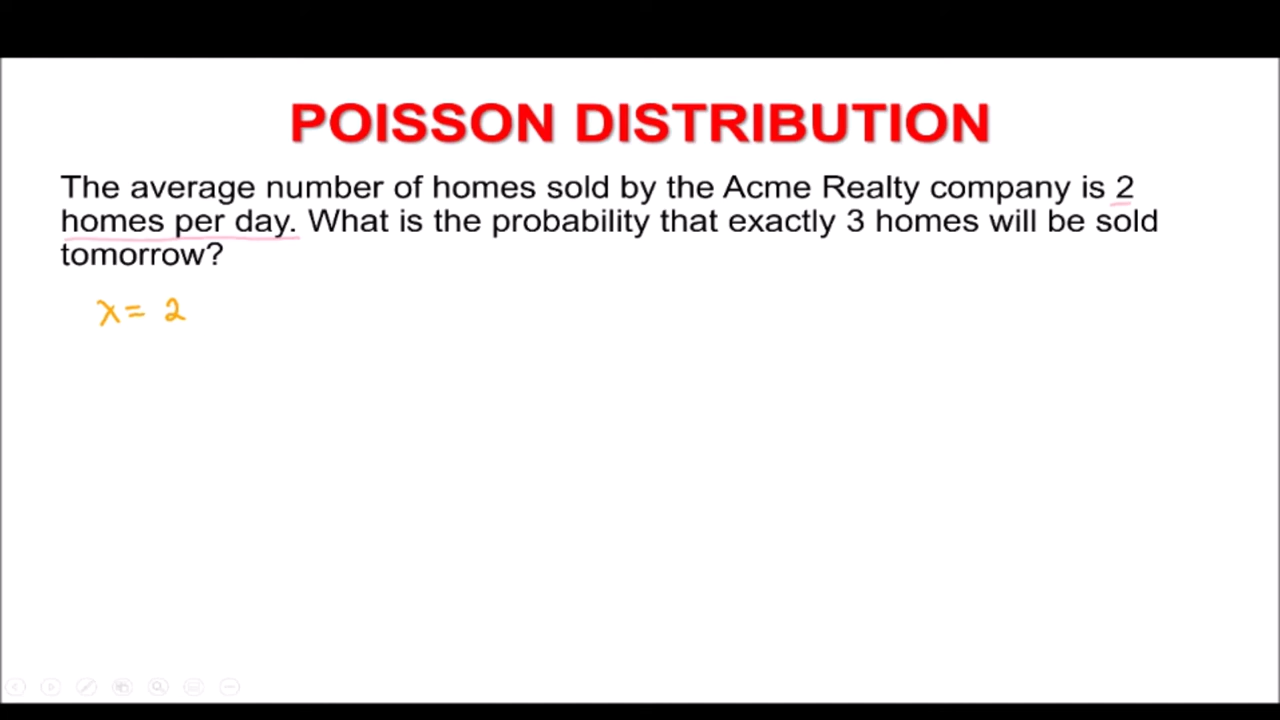 POISSON DISTRIBUTION
The average number of homes sold by the Acme Realty company is 2
homes per day. What is the probability that exactly 3 homes will be sold
tomorrow?
λ = 2